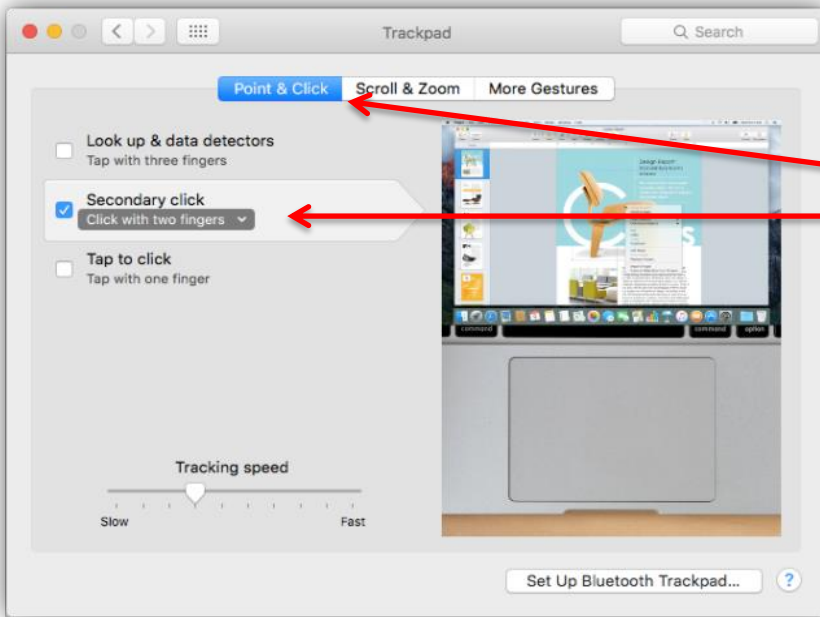 Trackpad
Search
Point & Click
Scroll & Zoom
More Gestures
Look up & data detectors
Tap with three fingers
Secondary click
Click with two fingers
Tap to click
Tap with one finger
Design Report
command
command
option
Tracking speed
Slow
Fast
Set Up Bluetooth Trackpad...
?